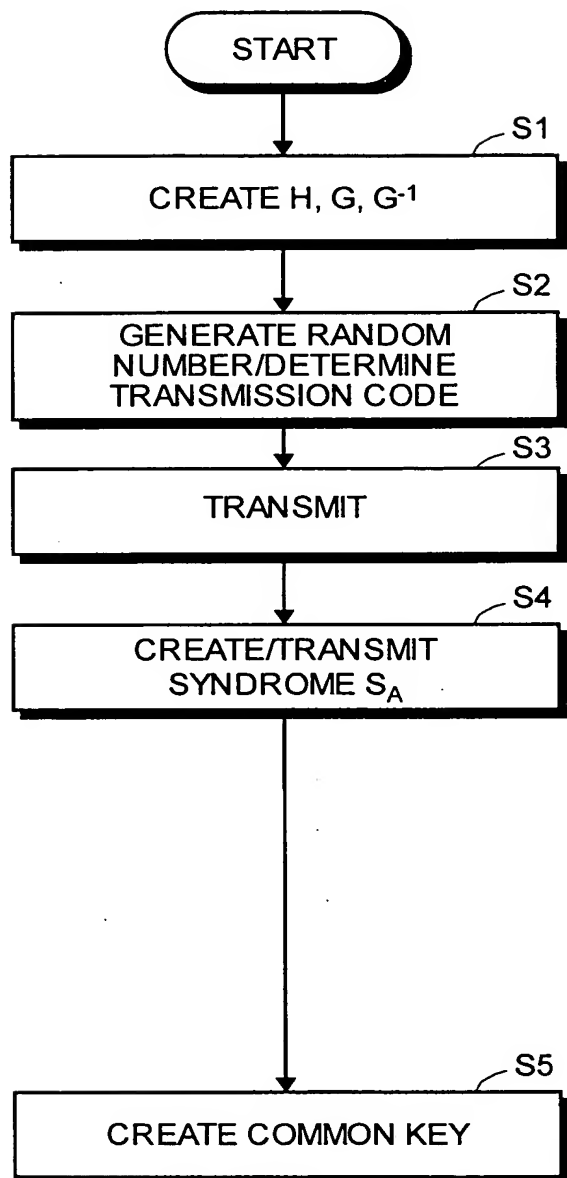 START
S1
CREATE H, G, G⁻¹
S2
GENERATE RANDOM
NUMBER/DETERMINE
TRANSMISSION CODE
S3
TRANSMIT
S4
CREATE/TRANSMIT
SYNDROME S_A
S5
CREATE COMMON KEY